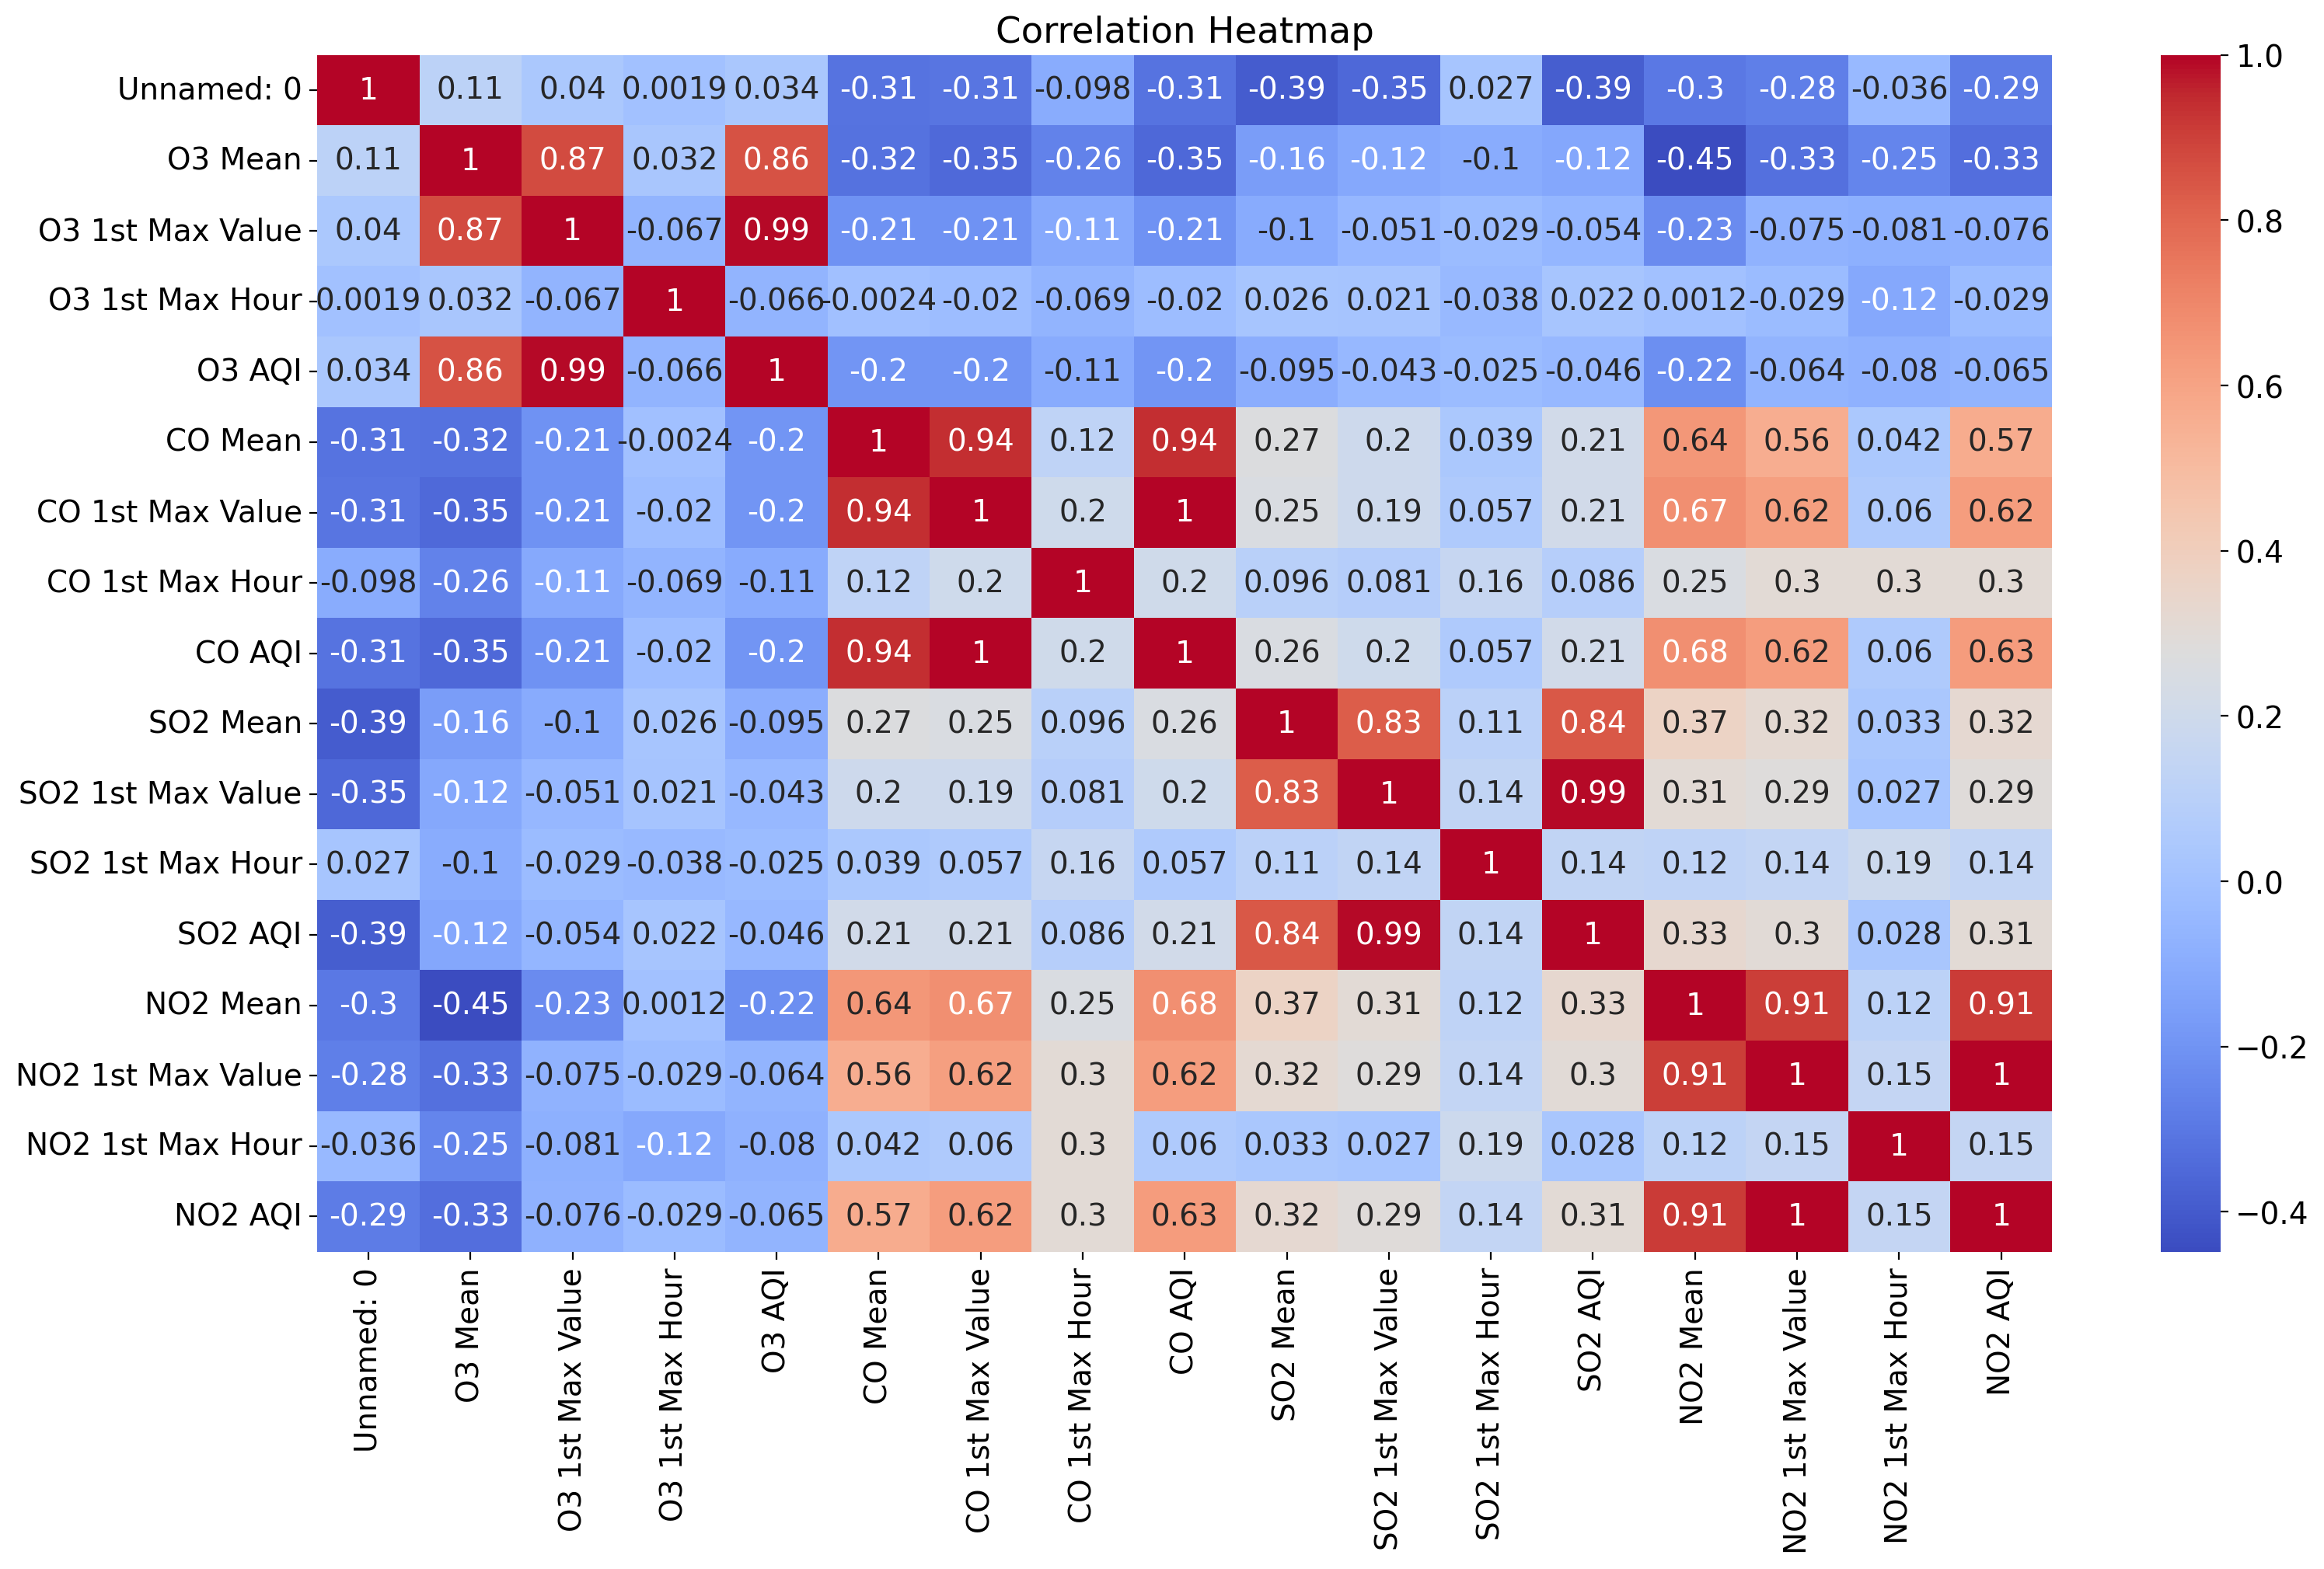 Correlation Heatmap
Unnamed: 0 1 0.11 0.04 0.0019 0.034 -0.31 -0.31 -0.098 -0.31 -0.39 -0.35 0.027 -0.39 -0.3 -0.28 -0.036 -0.29
O3 Mean 0.11 1 0.87 0.032 0.86 -0.32 -0.35 -0.26 -0.35 -0.16 -0.12 -0.1 -0.12 -0.45 -0.33 -0.25 -0.33
O3 1st Max Value 0.04 0.87 1 -0.067 0.99 -0.21 -0.21 -0.11 -0.21 -0.1 -0.051 -0.029 -0.054 -0.23 -0.075 -0.081 -0.076
O3 1st Max Hour 0.0019 0.032 -0.067 1 -0.066 -0.0024 -0.02 -0.069 -0.02 0.026 0.021 -0.038 0.022 0.0012 -0.029 -0.12 -0.029
O3 AQI 0.034 0.86 0.99 -0.066 1 -0.2 -0.2 -0.11 -0.2 -0.095 -0.043 -0.025 -0.046 -0.22 -0.064 -0.08 -0.065
CO Mean -0.31 -0.32 -0.21 -0.0024 -0.2 1 0.94 0.12 0.94 0.27 0.2 0.039 0.21 0.64 0.56 0.042 0.57
CO 1st Max Value -0.31 -0.35 -0.21 -0.02 -0.2 0.94 1 0.2 1 0.25 0.19 0.057 0.21 0.67 0.62 0.06 0.62
CO 1st Max Hour -0.098 -0.26 -0.11 -0.069 -0.11 0.12 0.2 1 0.2 0.096 0.081 0.16 0.086 0.25 0.3 0.3 0.3
CO AQI -0.31 -0.35 -0.21 -0.02 -0.2 0.94 1 0.2 1 0.26 0.2 0.057 0.21 0.68 0.62 0.06 0.63
SO2 Mean -0.39 -0.16 -0.1 0.026 -0.095 0.27 0.25 0.096 0.26 1 0.83 0.11 0.84 0.37 0.32 0.033 0.32
SO2 1st Max Value -0.35 -0.12 -0.051 0.021 -0.043 0.2 0.19 0.081 0.2 0.83 1 0.14 0.99 0.31 0.29 0.027 0.29
SO2 1st Max Hour 0.027 -0.1 -0.029 -0.038 -0.025 0.039 0.057 0.16 0.057 0.11 0.14 1 0.14 0.12 0.14 0.19 0.14
SO2 AQI -0.39 -0.12 -0.054 0.022 -0.046 0.21 0.21 0.086 0.21 0.84 0.99 0.14 1 0.33 0.3 0.028 0.31
NO2 Mean -0.3 -0.45 -0.23 0.0012 -0.22 0.64 0.67 0.25 0.68 0.37 0.31 0.12 0.33 1 0.91 0.12 0.91
NO2 1st Max Value -0.28 -0.33 -0.075 -0.029 -0.064 0.56 0.62 0.3 0.62 0.32 0.29 0.14 0.3 0.91 1 0.15 1
NO2 1st Max Hour -0.036 -0.25 -0.081 -0.12 -0.08 0.042 0.06 0.3 0.06 0.033 0.027 0.19 0.028 0.12 0.15 1 0.15
NO2 AQI -0.29 -0.33 -0.076 -0.029 -0.065 0.57 0.62 0.3 0.63 0.32 0.29 0.14 0.31 0.91 1 0.15 1
Unnamed: 0
O3 Mean
O3 1st Max Value
O3 1st Max Hour
O3 AQI
CO Mean
CO 1st Max Value
CO 1st Max Hour
CO AQI
SO2 Mean
SO2 1st Max Value
SO2 1st Max Hour
SO2 AQI
NO2 Mean
NO2 1st Max Value
NO2 1st Max Hour
NO2 AQI
1.0
0.8
0.6
0.4
0.2
0.0
−0.2
−0.4